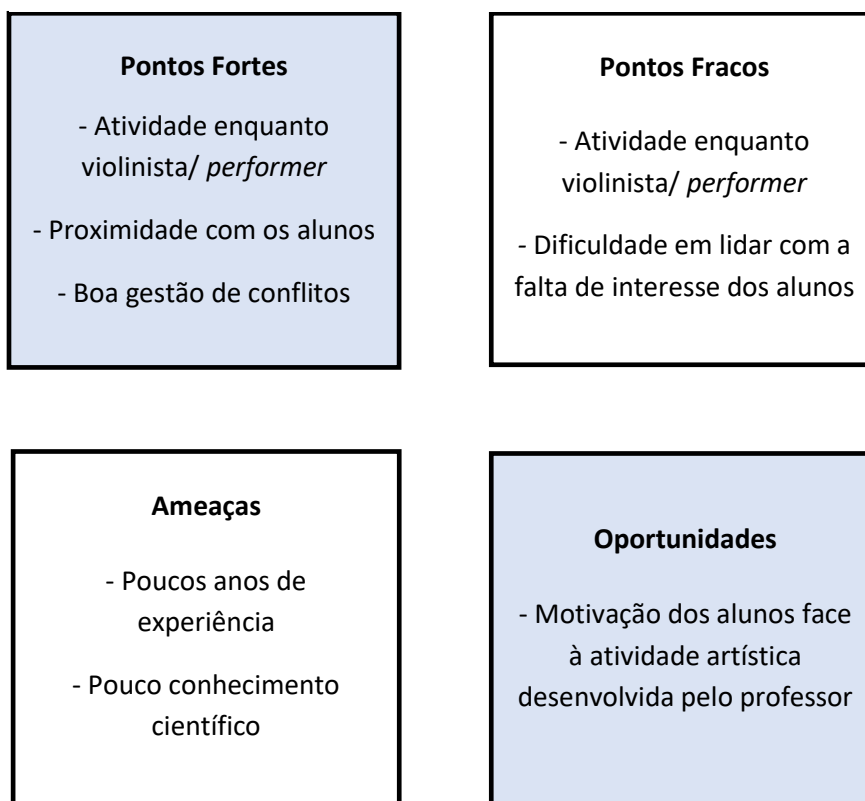 Pontos Fortes
- Atividade enquanto
violinista/ performer
- Proximidade com os alunos
- Boa gestão de conflitos
Pontos Fracos
- Atividade enquanto
violinista/ performer
- Dificuldade em lidar com a
falta de interesse dos alunos
Ameaças
- Poucos anos de
experiência
- Pouco conhecimento
científico
Oportunidades
- Motivação dos alunos face
à atividade artística
desenvolvida pelo professor